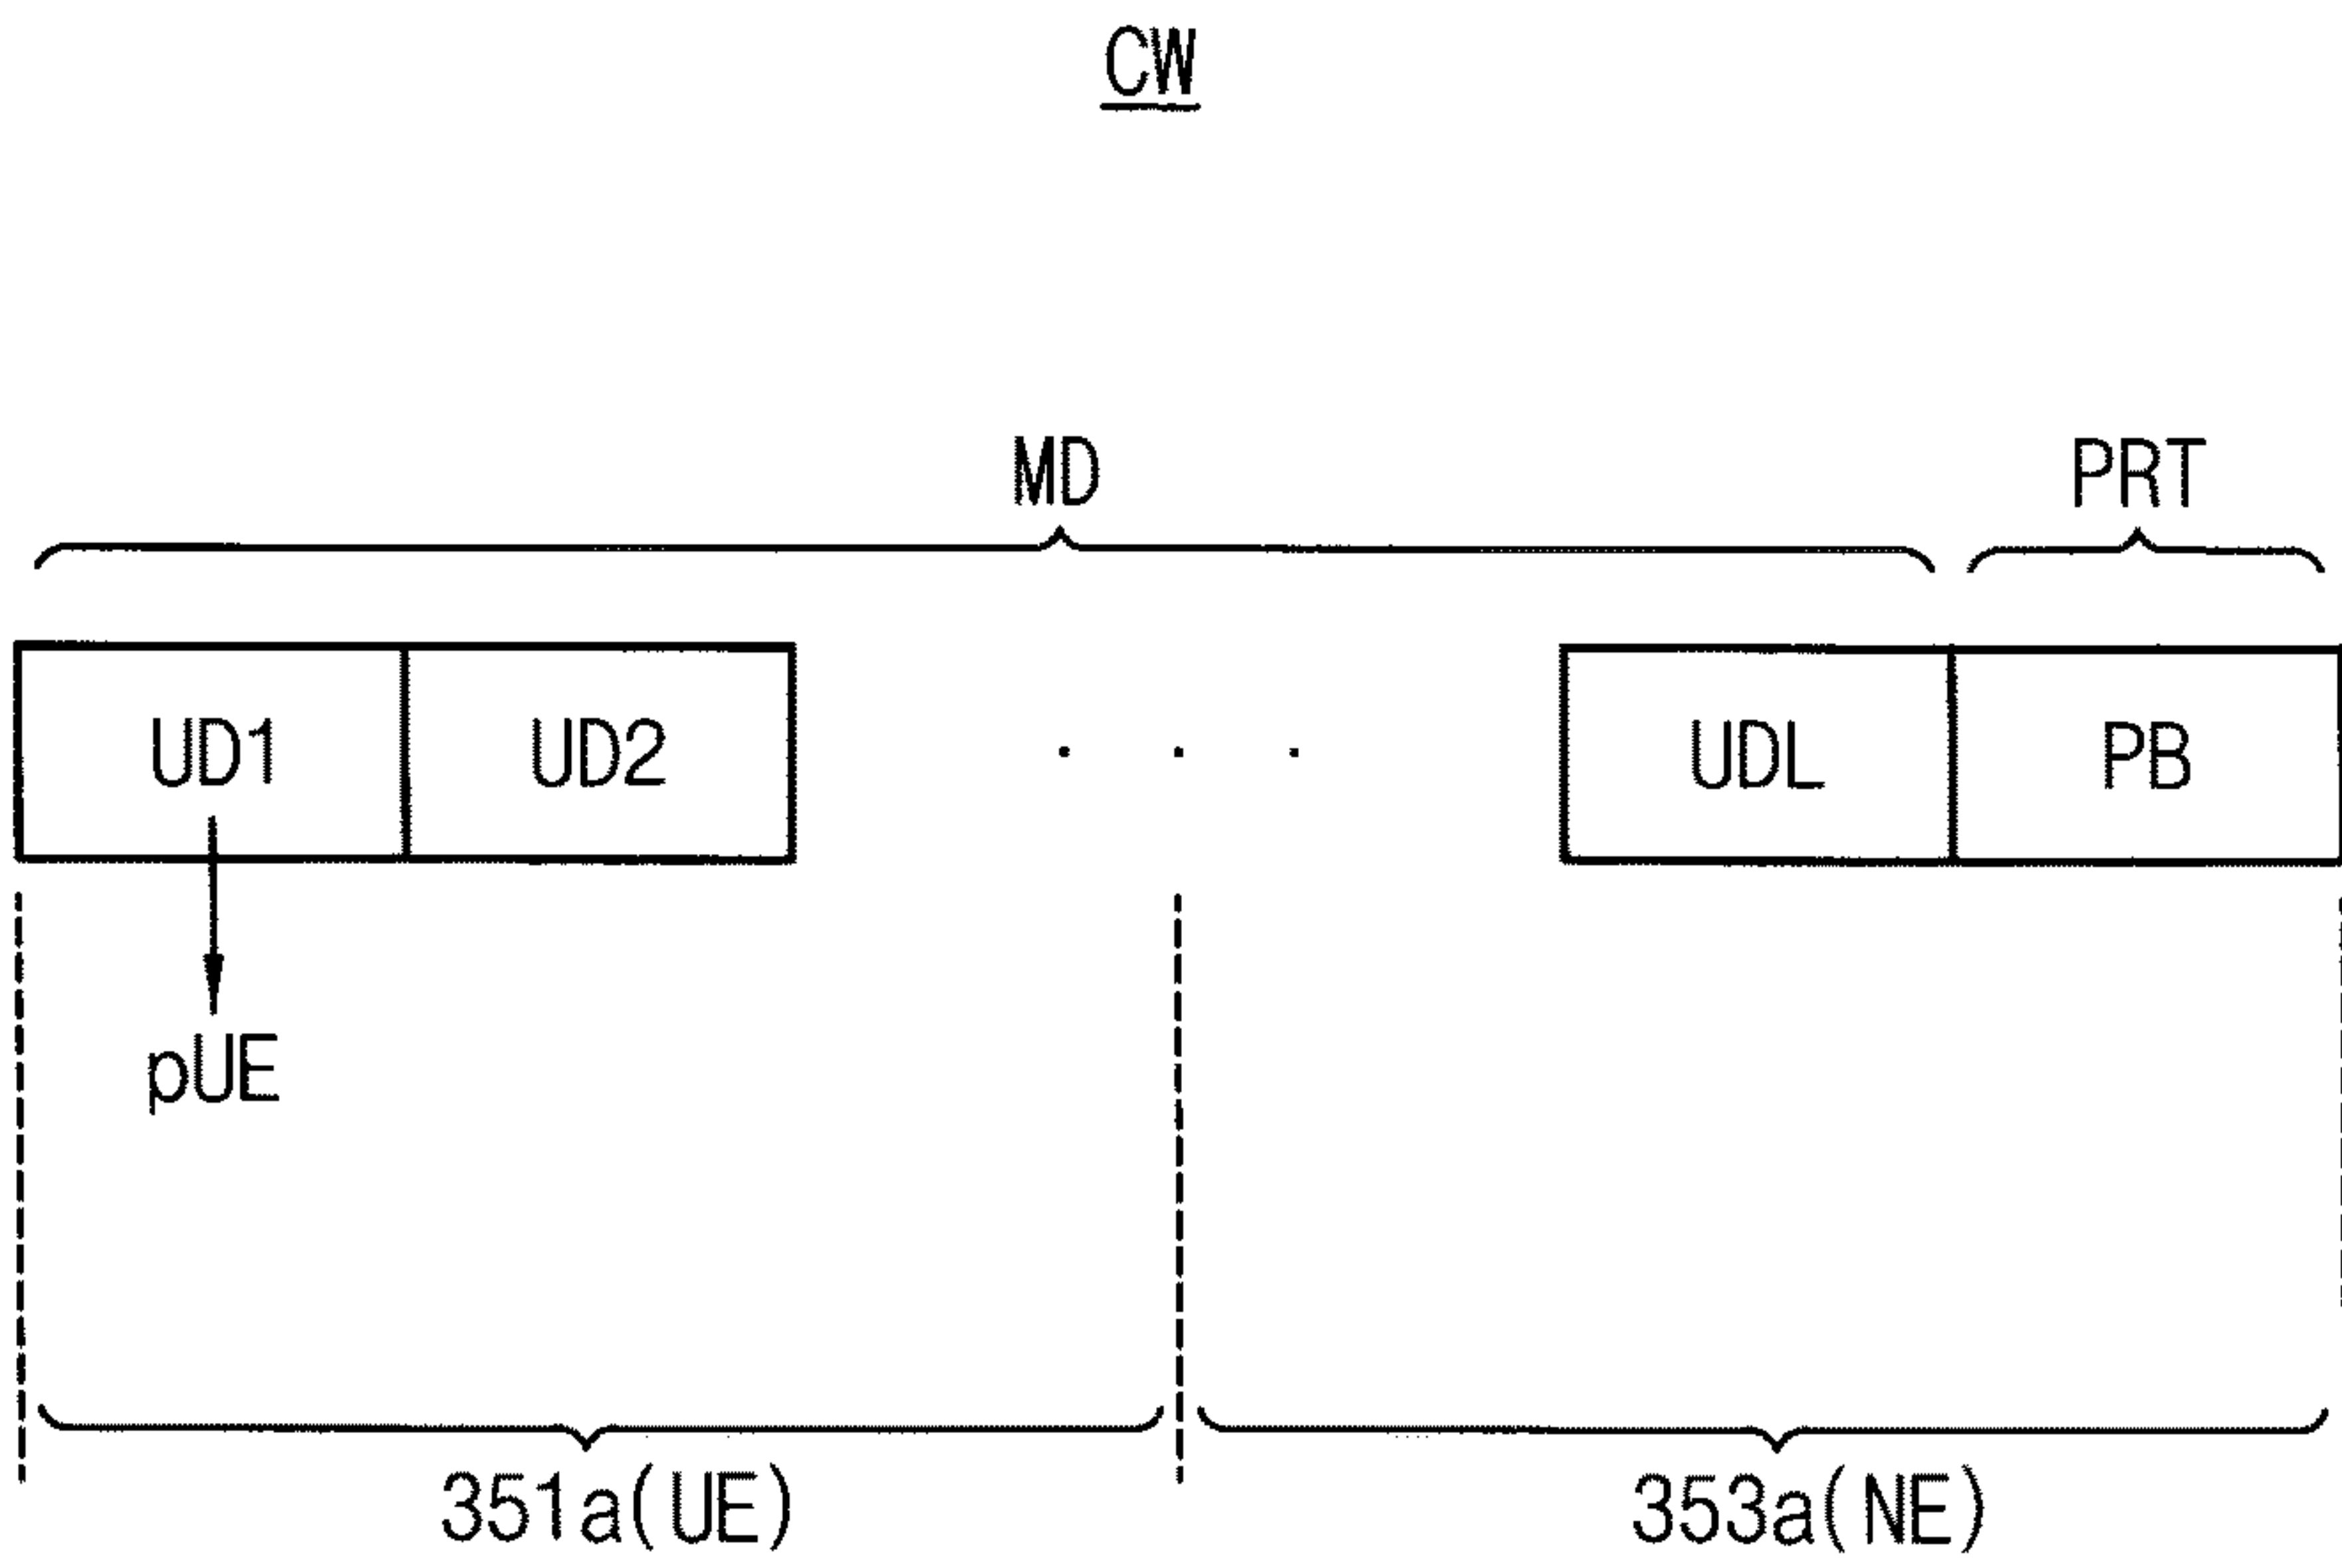 CW
MD PRT
UD1 UD2 . . . UDL PB
pUE
351a(UE) 353a(NE)